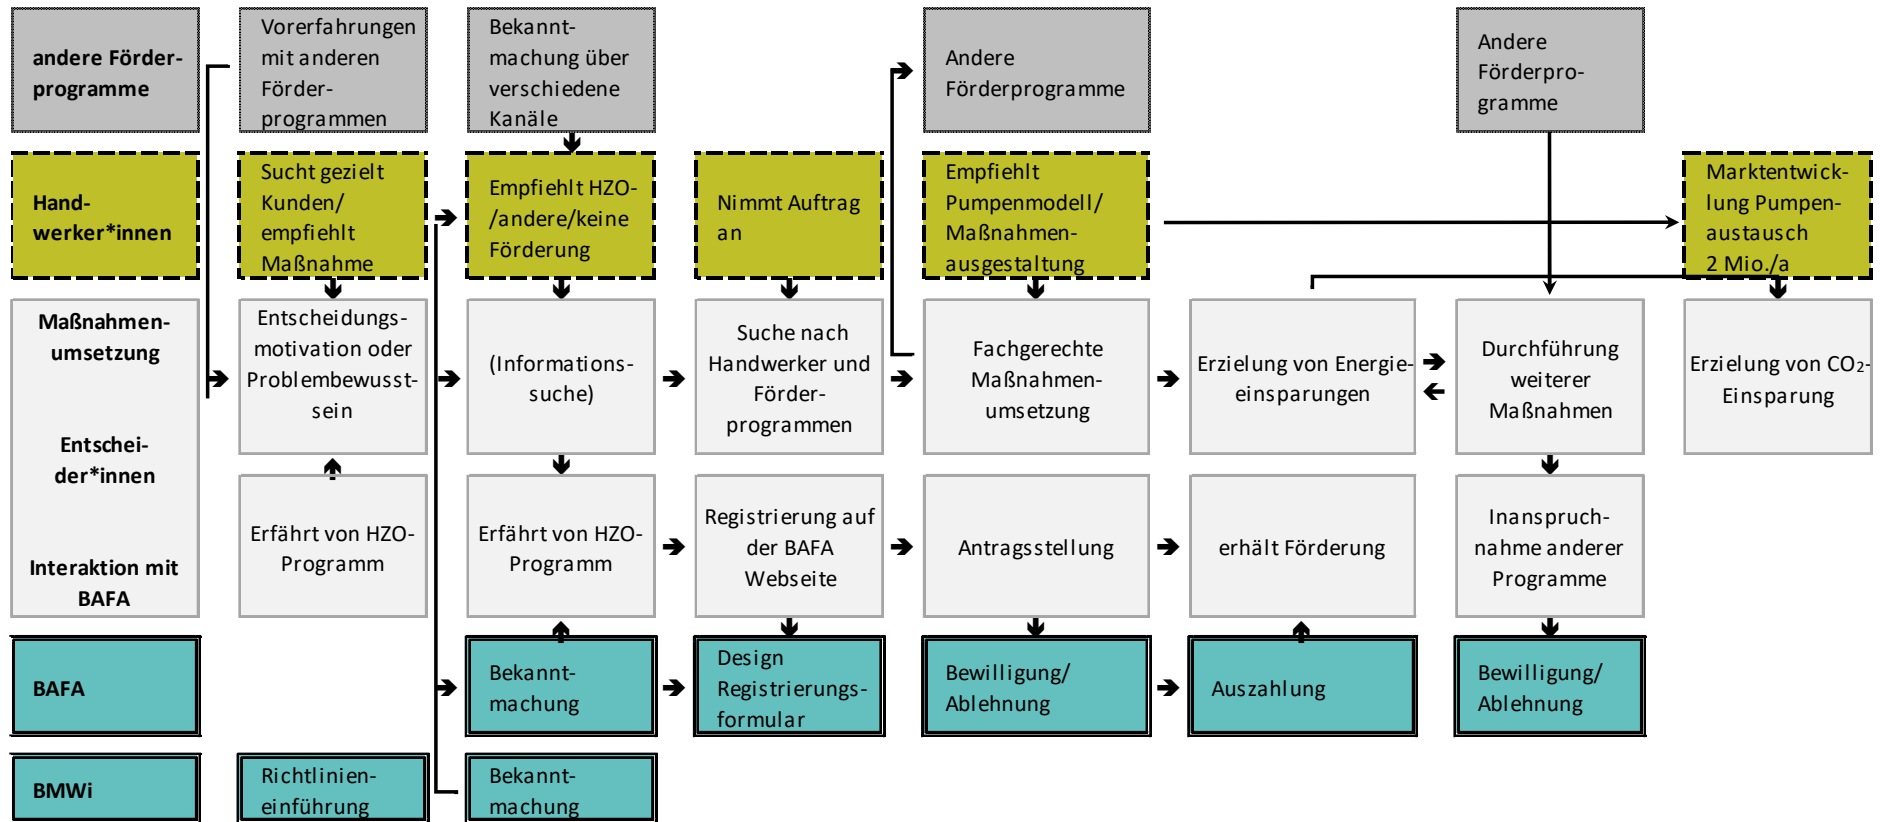 andere Förder-
programme
Vorerfahrungen
mit anderen
Förder-
programmen
Bekannt-
machung über
verschiedene
Kanäle
Andere
Förderprogramme
Andere
Förderpro-
gramme
Hand-
werker*innen
Sucht gezielt
Kunden/
empfiehlt
Maßnahme
Empfiehlt HZO-
/andere/keine
Förderung
Nimmt Auftrag
an
Empfiehlt
Pumpenmodell/
Maßnahmen-
ausgestaltung
Marktentwick-
lung Pumpen-
austausch
2 Mio./a
Maßnahmen-
umsetzung
Entschei-
der*innen
Interaktion mit
BAFA
Entscheidungs-
motivation oder
Problembewusst-
sein
(Informations-
suche)
Suche nach
Handwerker und
Förder-
programmen
Fachgerechte
Maßnahmen-
umsetzung
Erzielung von Energie-
einsparungen
Durchführung
weiterer
Maßnahmen
Erzielung von CO2-
Einsparung
Erfährt von HZO-
Programm
Erfährt von HZO-
Programm
Registrierung auf
der BAFA
Webseite
Antragsstellung
erhält Förderung
Inanspruch-
nahme anderer
Programme
BAFA
Bekannt-
machung
Design
Registrierungs-
formular
Bewilligung/
Ablehnung
Auszahlung
Bewilligung/
Ablehnung
BMWi
Richtlinien-
einführung
Bekannt-
machung